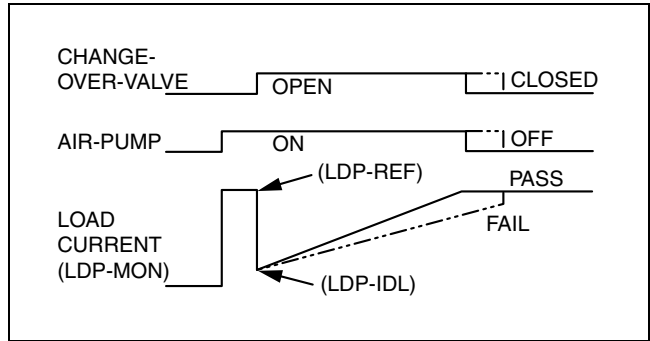 CHANGE-
OVER-VALVE
OPEN
CLOSED
AIR-PUMP
ON
OFF
(LDP-REF)
PASS
LOAD
CURRENT
(LDP-MON)
FAIL
(LDP-IDL)